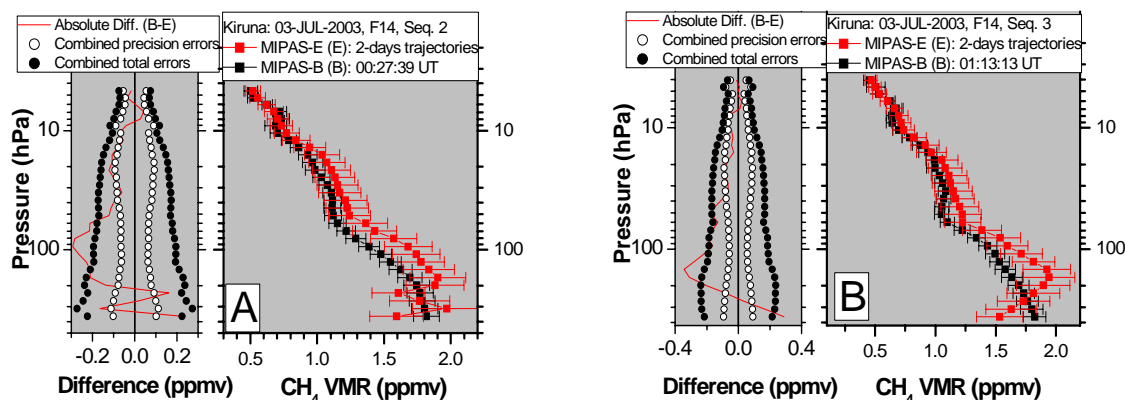 Absolute Diff. (B-E)
Combined precision errors
Combined total errors
Kiruna: 03-JUL-2003, F14, Seq. 2
MIPAS-E (E): 2-days trajectories
MIPAS-B (B): 00:27:39 UT
Pressure (hPa)
10
100
10
100
A
-0.2 0.0 0.2
0.5 1.0 1.5 2.0
Difference (ppmv)
CH4 VMR (ppmv)
Absolute Diff. (B-E)
Combined precision errors
Combined total errors
Kiruna: 03-JUL-2003, F14, Seq. 3
MIPAS-E (E): 2-days trajectories
MIPAS-B (B): 01:13:13 UT
Pressure (hPa)
10
100
10
100
B
-0.4 0.0 0.4
0.5 1.0 1.5 2.0
Difference (ppmv)
CH4 VMR (ppmv)